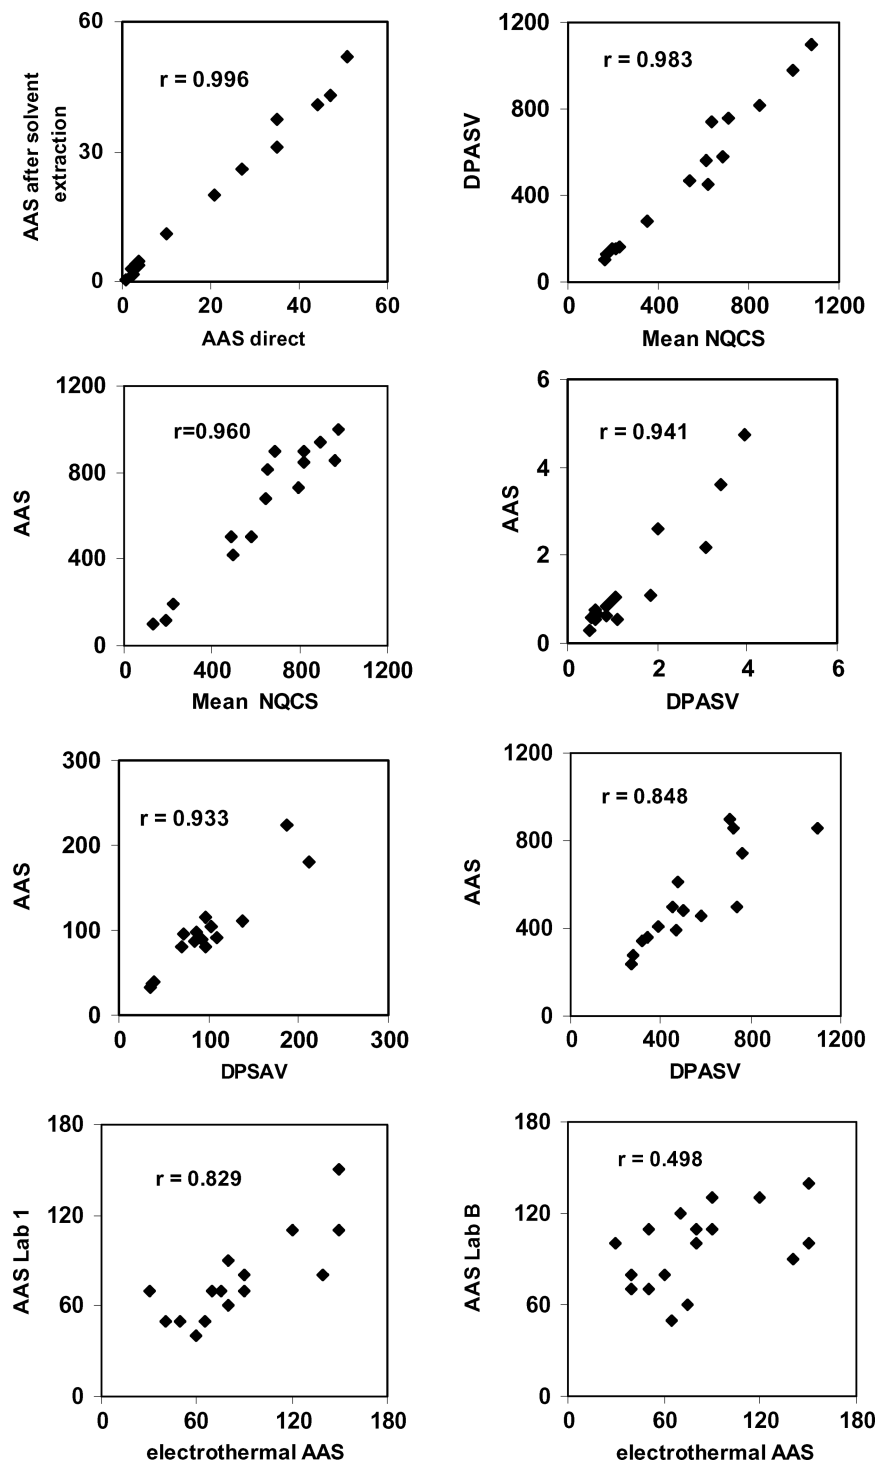 60
30
0
r = 0.996
AAS after solvent
extraction
0 20 40 60
AAS direct
1200
800
400
0
r = 0.983
DPASV
0 400 800 1200
Mean NQCS
1200
800
400
0
r=0.960
AAS
0 400 800 1200
Mean NQCS
6
4
2
0
r = 0.941
AAS
0 2 4 6
DPASV
300
200
100
0
r = 0.933
AAS
0 100 200 300
DPSAV
1200
800
400
0
r = 0.848
AAS
0 400 800 1200
DPASV
180
120
60
0
r = 0.829
AAS Lab 1
0 60 120 180
electrothermal AAS
180
120
60
0
r = 0.498
AAS Lab B
0 60 120 180
electrothermal AAS